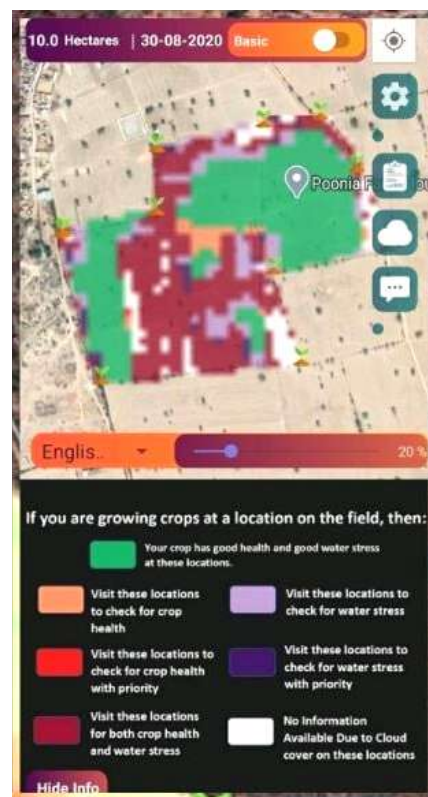 10.0 Hectares | 30-08-2020 Basic
Poonia
Englis..
20 %
If you are growing crops at a location on the field, then:
Your crop has good health and good water stress
at these locations.
Visit these locations
to check for crop
health
Visit these locations to
check for water stress
Visit these locations to
check for crop health
with priority
Visit these locations to
check for water stress
with priority
Visit these locations
for both crop health
and water stress
No Information
Available Due to Cloud
cover on these locations
Hide Info